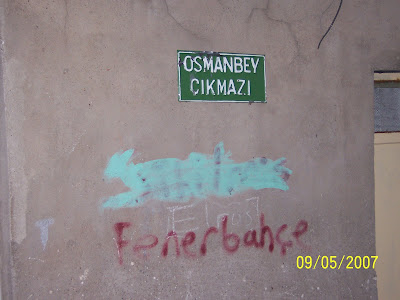 OSMANBEY
ÇIKMAZI
Fenerbahçe
09/05/2007